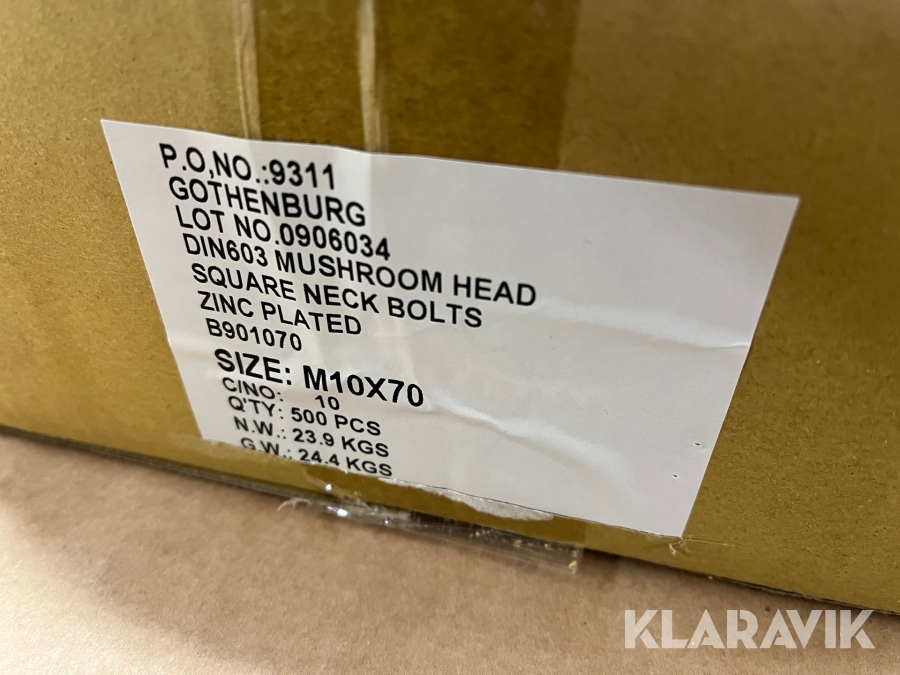 P.O,NO.:9311
GOTHENBURG
LOT NO.0906034
DIN603 MUSHROOM HEAD
SQUARE NECK BOLTS
ZINC PLATED
B901070
SIZE: M10X70
C/NO: 10
Q'TY: 500 PCS
N.W.: 23.9 KGS
G.W.: 24.4 KGS
KLARAVIK